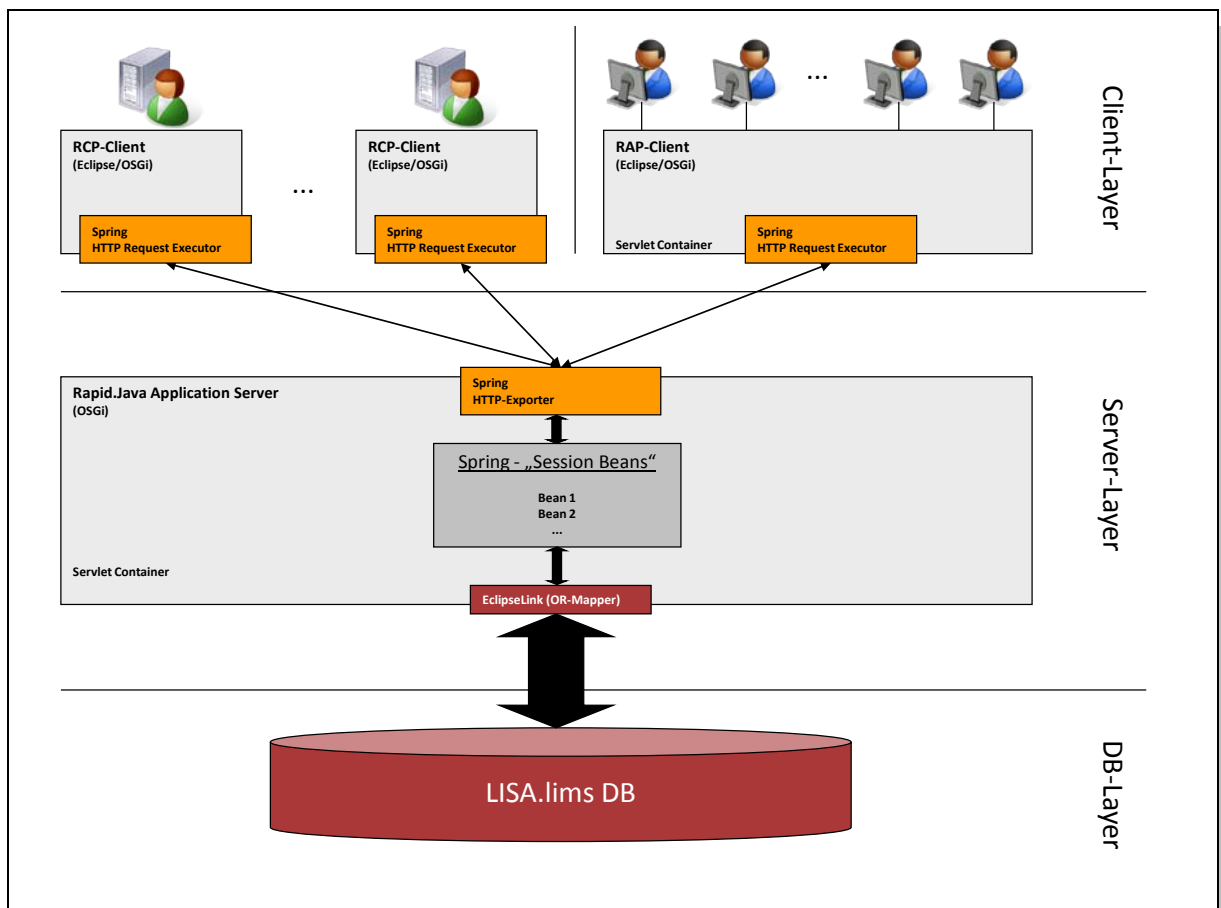 RCP-Client
(Eclipse/OSGi)
Spring
HTTP Request Executor
...
RCP-Client
(Eclipse/OSGi)
Spring
HTTP Request Executor
...
RAP-Client
(Eclipse/OSGi)
Servlet Container
Spring
HTTP Request Executor
Client-Layer
Rapid.Java Application Server
(OSGi)
Spring
HTTP-Exporter
Spring - „Session Beans“
Bean 1
Bean 2
...
Servlet Container
EclipseLink (OR-Mapper)
Server-Layer
LISA.lims DB
DB-Layer